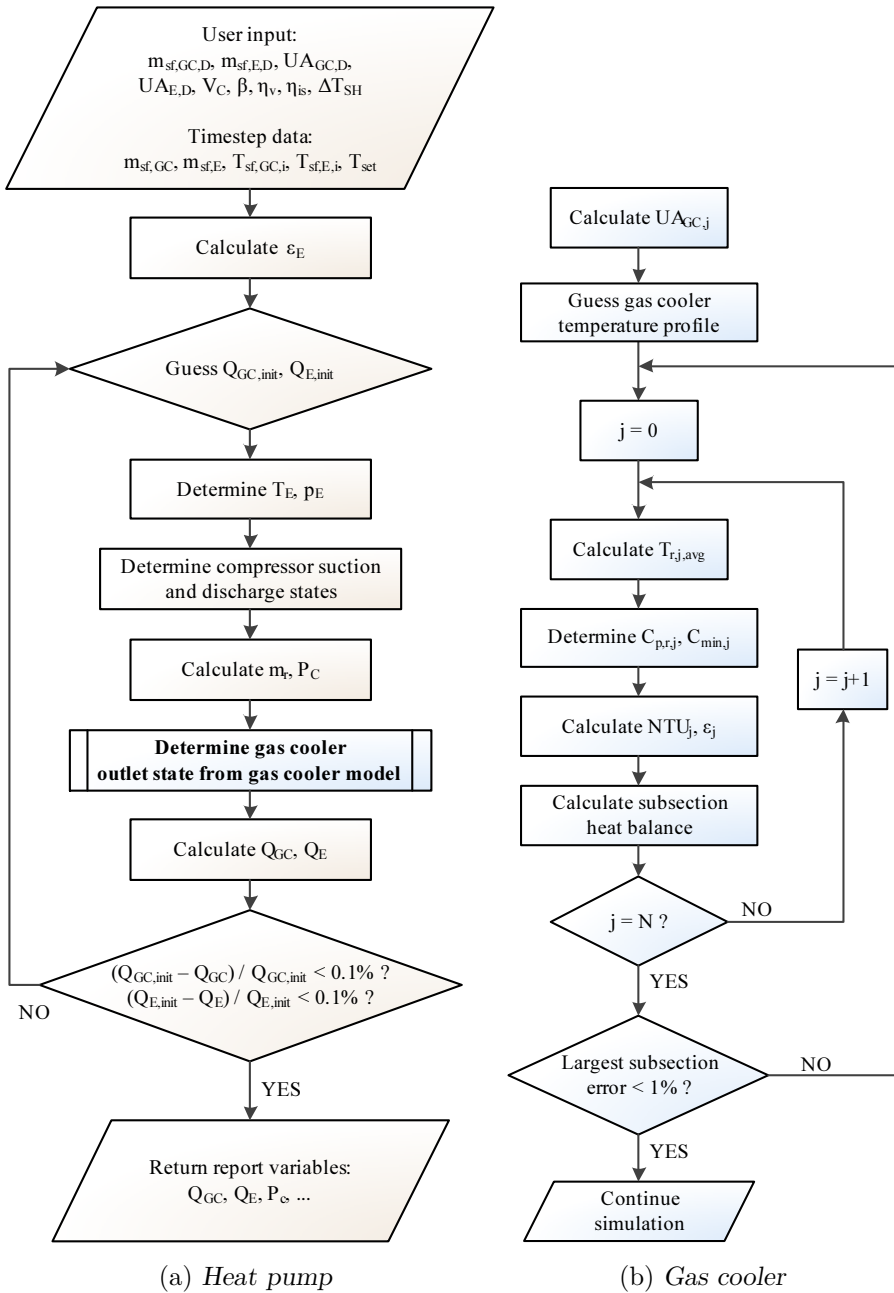 User input:
m_sf,GC,D, m_sf,E,D, UA_GC,D,
UA_E,D, V_C, β, η_v, η_is, ΔT_SH
Timestep data:
m_sf,GC, m_sf,E, T_sf,GC,i, T_sf,E,i, T_set
Calculate ε_E
Guess Q_GC,init, Q_E,init
Determine T_E, p_E
Determine compressor suction
and discharge states
Calculate m_r, P_C
Determine gas cooler
outlet state from gas cooler model
Calculate Q_GC, Q_E
(Q_GC,init – Q_GC) / Q_GC,init < 0.1% ?
(Q_E,init – Q_E) / Q_E,init < 0.1% ?
NO
YES
Return report variables:
Q_GC, Q_E, P_c, ...
(a) Heat pump
Calculate UA_GC,j
Guess gas cooler
temperature profile
j = 0
Calculate T_r,j,avg
Determine C_p,r,j, C_min,j
j = j+1
Calculate NTU_j, ε_j
Calculate subsection
heat balance
j = N ?
NO
YES
Largest subsection
error < 1% ?
NO
YES
Continue
simulation
(b) Gas cooler